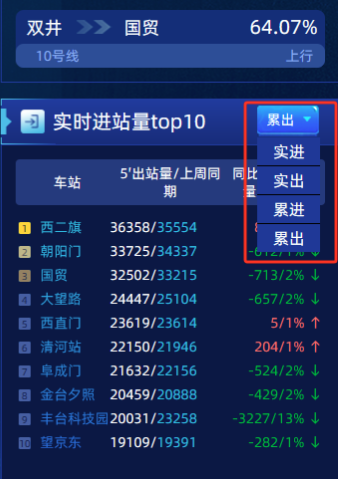 双井 国贸 64.07%
10号线 上行
实时进站量top10 累出
实进
实出
累进
累出
车站 5'出站量/上周同期 同比 量
1 西二旗 36358/35554
2 朝阳门 33725/34337 -612/1% ↓
3 国贸 32502/33215 -713/2% ↓
4 大望路 24447/25104 -657/2% ↓
5 西直门 23619/23614 5/1% ↑
6 清河站 22150/21946 204/1% ↑
7 阜成门 21632/22156 -524/2% ↓
8 金台夕照 20459/20888 -429/2% ↓
9 丰台科技园 20031/23258 -3227/13% ↓
10 望京东 19109/19391 -282/1% ↓